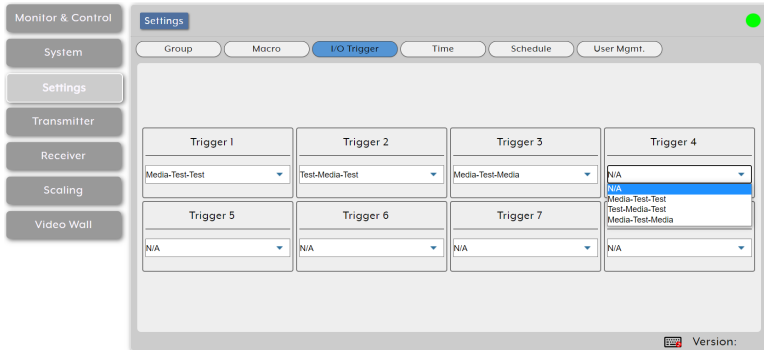 Monitor & Control
System
Settings
Transmitter
Receiver
Scaling
Video Wall
Settings
Group
Macro
I/O Trigger
Time
Schedule
User Mgmt.
Trigger 1
Media-Test-Test
Trigger 2
Test-Media-Test
Trigger 3
Media-Test-Media
Trigger 4
N/A
N/A
Media-Test-Test
Test-Media-Test
Media-Test-Media
Trigger 5
N/A
Trigger 6
N/A
Trigger 7
N/A
N/A
Version: